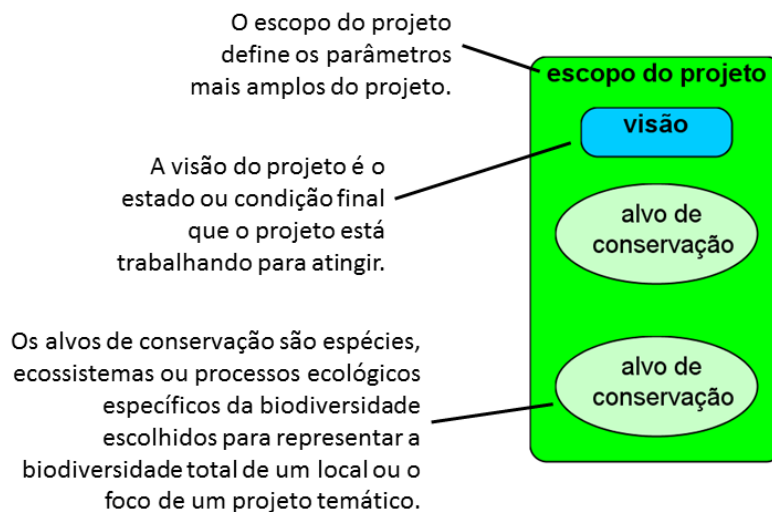 O escopo do projeto
define os parâmetros
mais amplos do projeto.
escopo do projeto
visão
A visão do projeto é o
estado ou condição final
que o projeto está
trabalhando para atingir.
alvo de
conservação
Os alvos de conservação são espécies,
ecossistemas ou processos ecológicos
específicos da biodiversidade
escolhidos para representar a
biodiversidade total de um local ou o
foco de um projeto temático.
alvo de
conservação